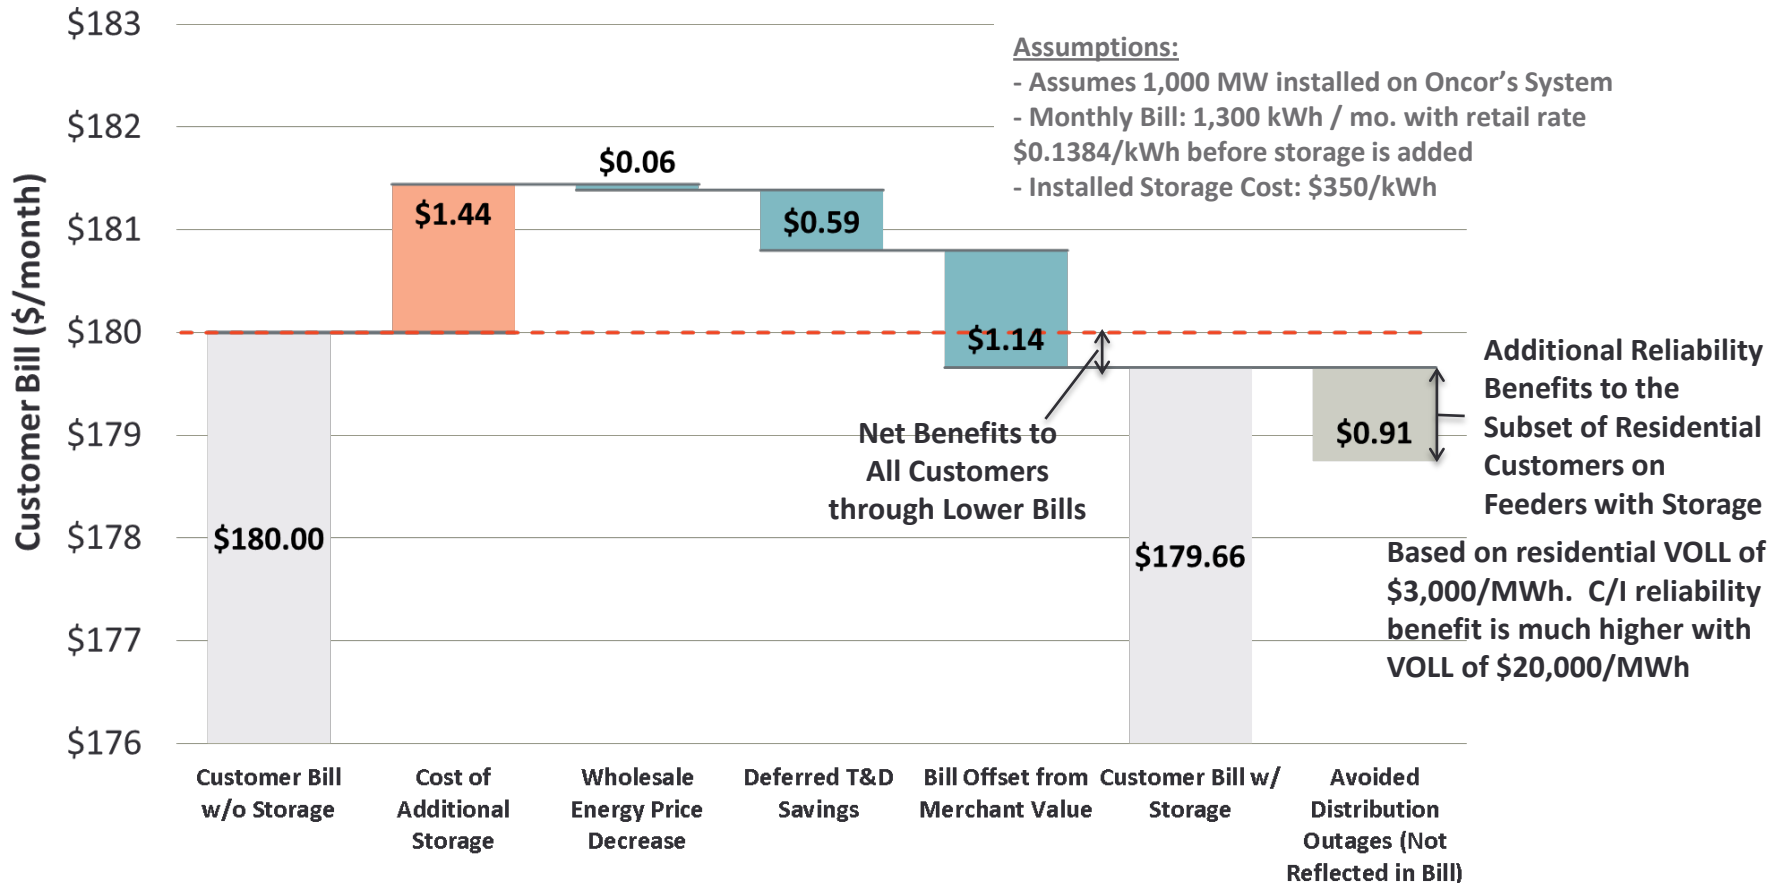 $183
$182
$181
$180
$179
$178
$177
$176
Customer Bill ($/month)
Assumptions:
- Assumes 1,000 MW installed on Oncor’s System
- Monthly Bill: 1,300 kWh / mo. with retail rate
$0.1384/kWh before storage is added
- Installed Storage Cost: $350/kWh
$180.00
$1.44
$0.06
$0.59
$1.14
$179.66
$0.91
Net Benefits to
All Customers
through Lower Bills
Additional Reliability
Benefits to the
Subset of Residential
Customers on
Feeders with Storage
Based on residential VOLL of
$3,000/MWh.  C/I reliability
benefit is much higher with
VOLL of $20,000/MWh
Customer Bill
w/o Storage
Cost of
Additional
Storage
Wholesale
Energy Price
Decrease
Deferred T&D
Savings
Bill Offset from
Merchant Value
Customer Bill w/
Storage
Avoided
Distribution
Outages (Not
Reflected in Bill)